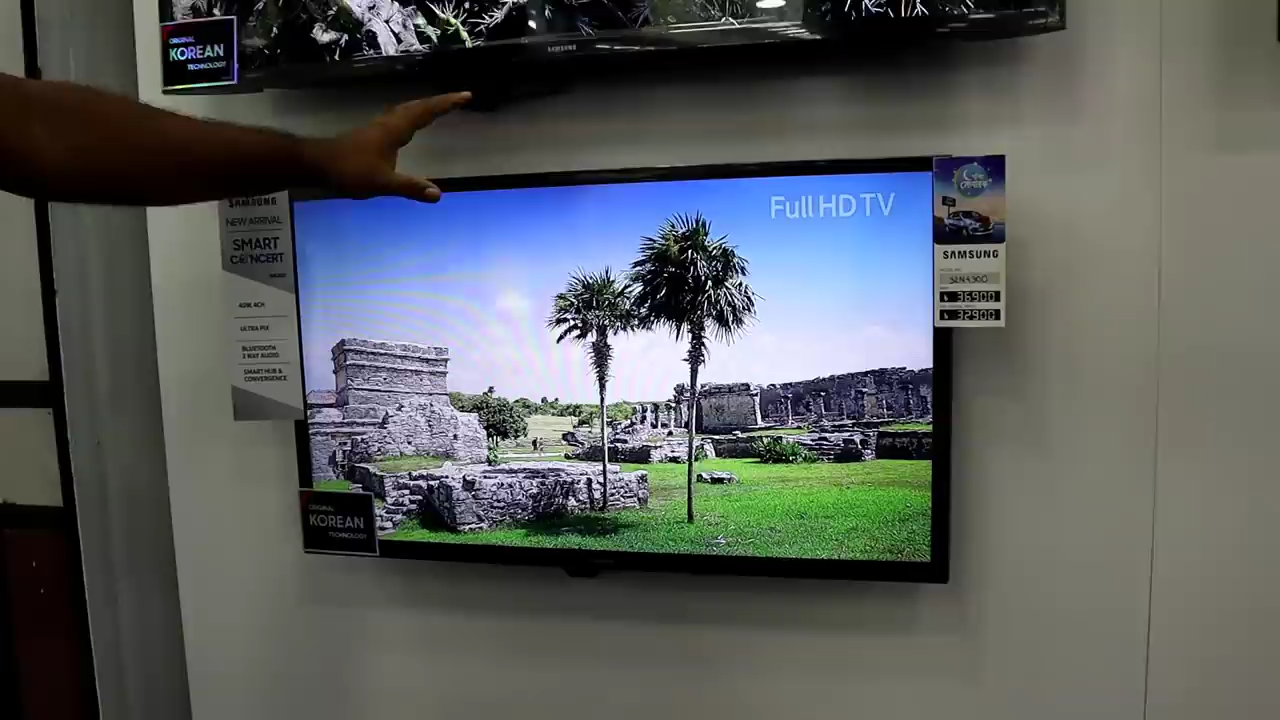 ORIGINAL
KOREAN
TECHNOLOGY
SAMSUNG
SAMSUNG
NEW ARRIVAL
SMART
CONCERT
40W, 4CH
ULTRA PIX
BLUETOOTH
2 WAY AUDIO
SMART HUB &
CONVERGENCE
Full HD TV
SAMSUNG
32N4300
36900
32900
ORIGINAL
KOREAN
TECHNOLOGY